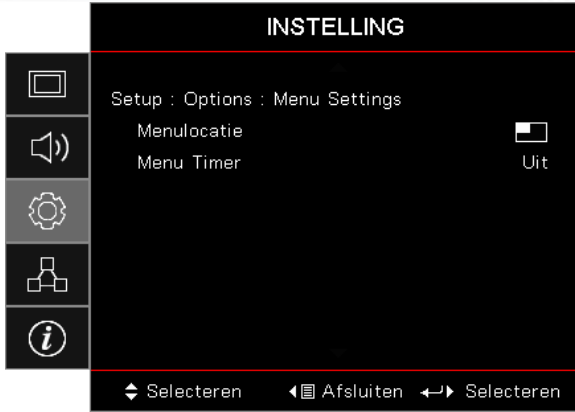 INSTELLING
Setup : Options : Menu Settings
Menulocatie
Menu Timer Uit
i
Selecteren Afsluiten Selecteren